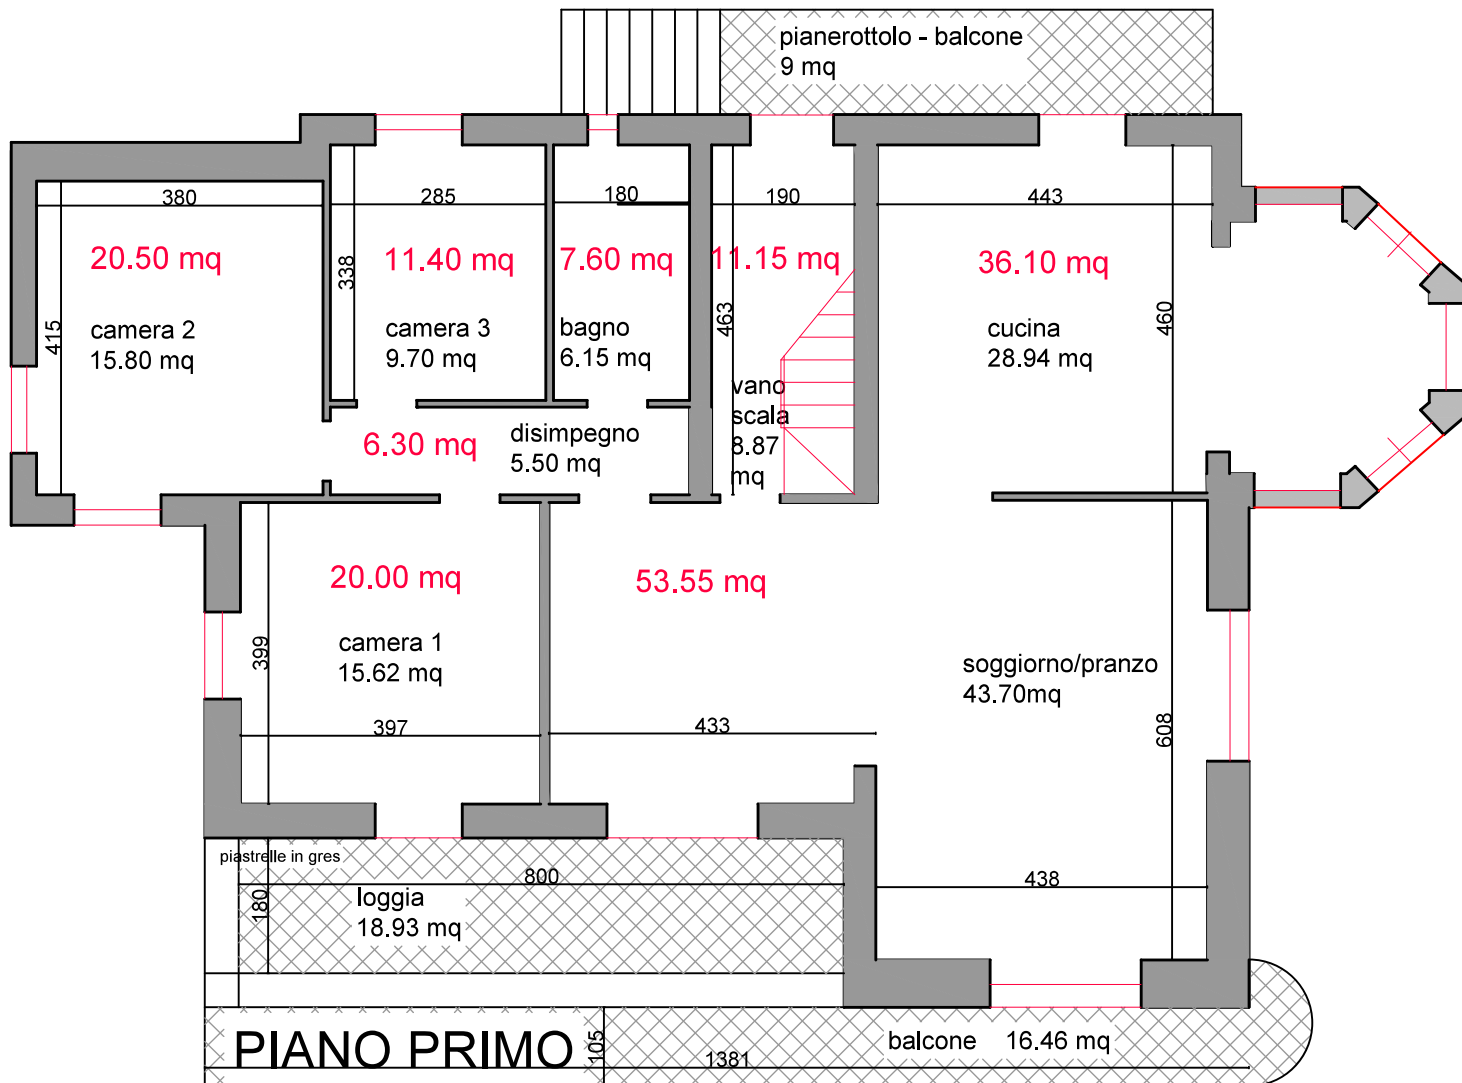 pianerottolo - balcone
9 mq
380
285
180
190
443
20.50 mq
11.40 mq
7.60 mq
11.15 mq
36.10 mq
338
463
460
415
camera 2
15.80 mq
camera 3
9.70 mq
bagno
6.15 mq
cucina
28.94 mq
vano
scala
8.87
mq
6.30 mq
disimpegno
5.50 mq
20.00 mq
53.55 mq
399
camera 1
15.62 mq
soggiorno/pranzo
43.70mq
397
433
608
piastrelle in gres
800
438
180
loggia
18.93 mq
PIANO PRIMO
105
1381
balcone 16.46 mq